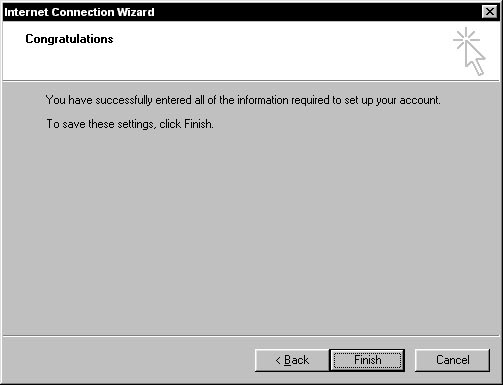 Internet Connection Wizard
Congratulations
You have successfully entered all of the information required to set up your account.
To save these settings, click Finish.
< Back Finish Cancel